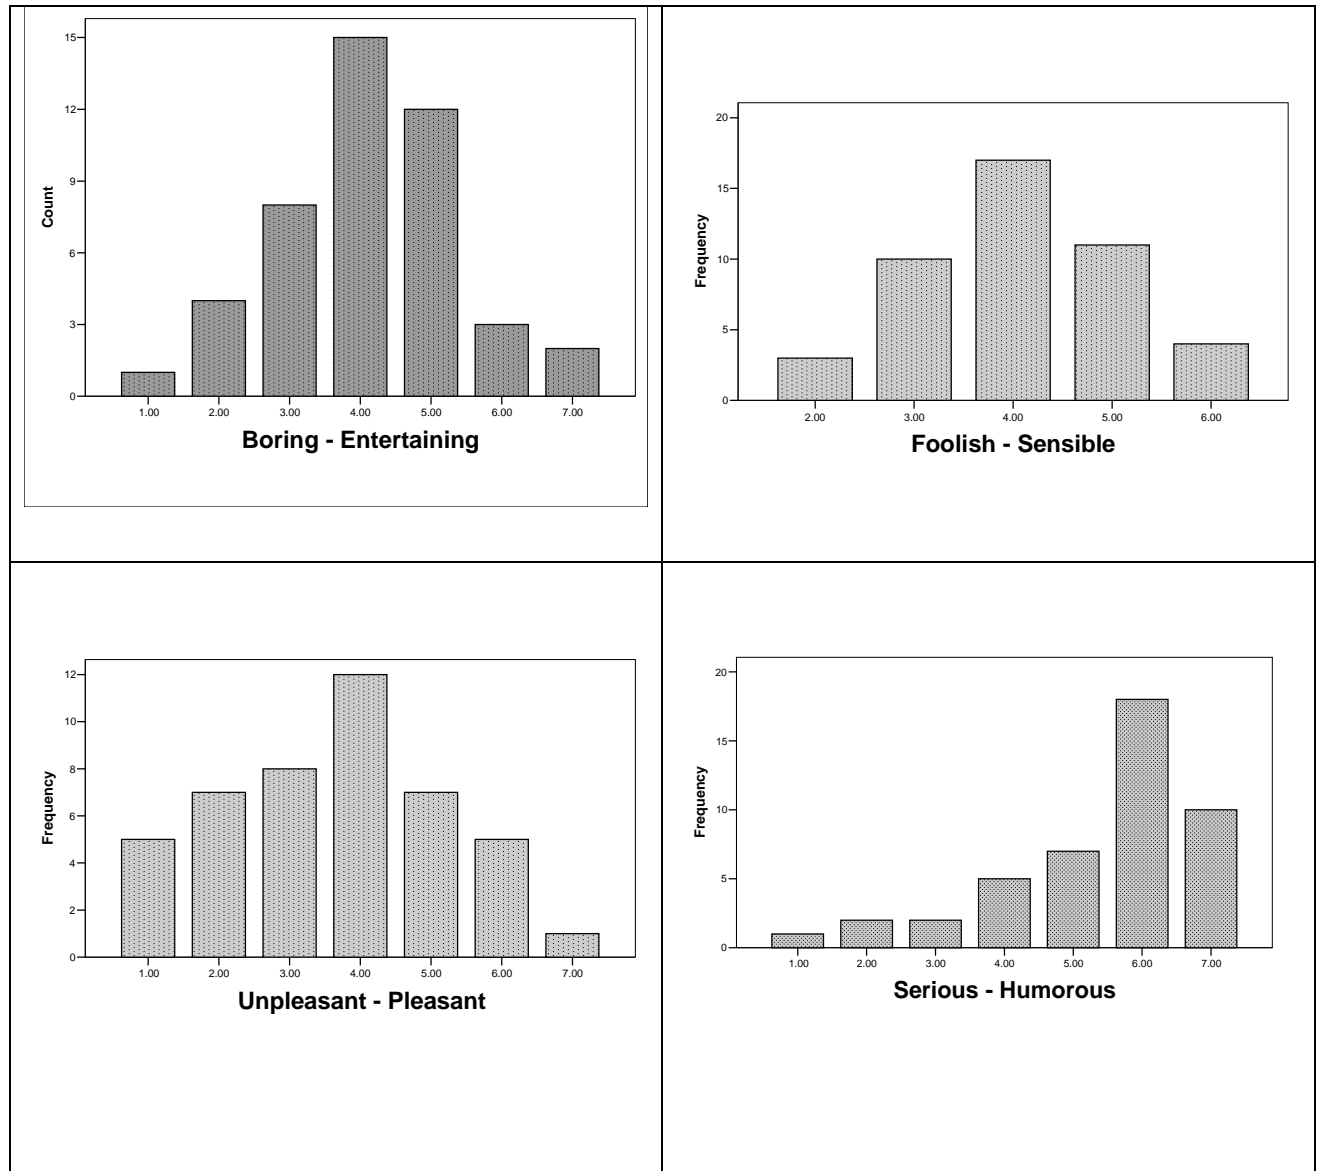 15
12
9
6
3
0
Count
1.00 2.00 3.00 4.00 5.00 6.00 7.00
Boring - Entertaining
20
15
10
5
0
Frequency
2.00 3.00 4.00 5.00 6.00
Foolish - Sensible
12
10
8
6
4
2
0
Frequency
1.00 2.00 3.00 4.00 5.00 6.00 7.00
Unpleasant - Pleasant
20
15
10
5
0
Frequency
1.00 2.00 3.00 4.00 5.00 6.00 7.00
Serious - Humorous